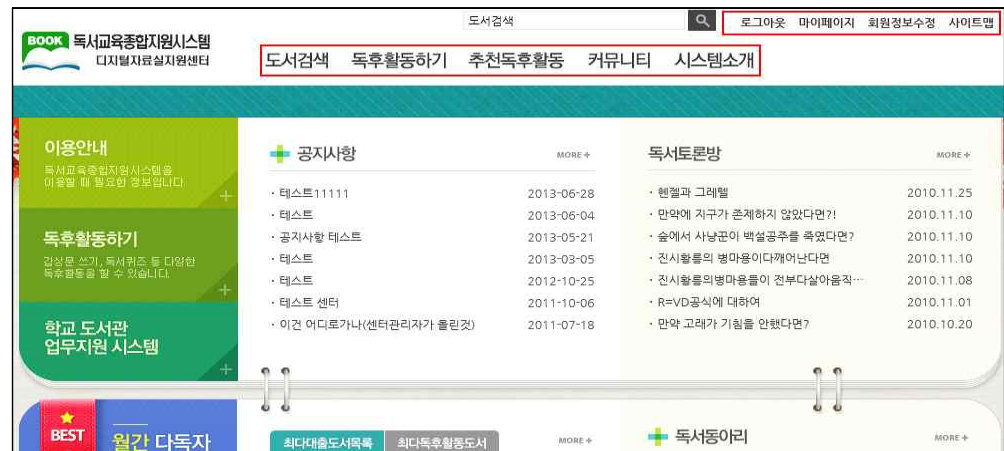 도서검색
로그아웃 마이페이지 회원정보수정 사이트맵
BOOK 독서교육종합지원시스템
디지털자료실지원센터
도서검색 독후활동하기 추천독후활동 커뮤니티 시스템소개
이용안내
독서교육종합지원시스템을
이용할 때 필요한 정보입니다
독후활동하기
감상문 쓰기, 독서퀴즈 등 다양한
독후활동을 할 수 있습니다.
학교 도서관
업무지원 시스템
공지사항 MORE +
· 테스트11111 2013-06-28
· 테스트 2013-06-04
· 공지사항 테스트 2013-05-21
· 테스트 2013-03-05
· 테스트 2012-10-25
· 테스트 센터 2011-10-06
· 이건 어디로가나(센터관리자가 올린것) 2011-07-18
독서토론방 MORE +
· 헨젤과 그레텔 2010.11.25
· 만약에 지구가 존제하지 않았다면?! 2010.11.10
· 숲에서 사냥꾼이 백설공주를 죽였다면? 2010.11.10
· 진시황릉의 병마용이다깨어난다면 2010.11.10
· 진시황릉의병마용들이 전부다살아움직… 2010.11.08
· R=VD공식에 대하여 2010.11.01
· 만약 고래가 기침을 안했다면? 2010.10.20
BEST 월간 다독자
최다대출도서목록 최다독후활동도서 MORE +
독서동아리 MORE +